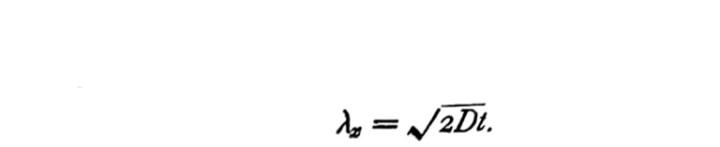 λₓ = √2Dt.